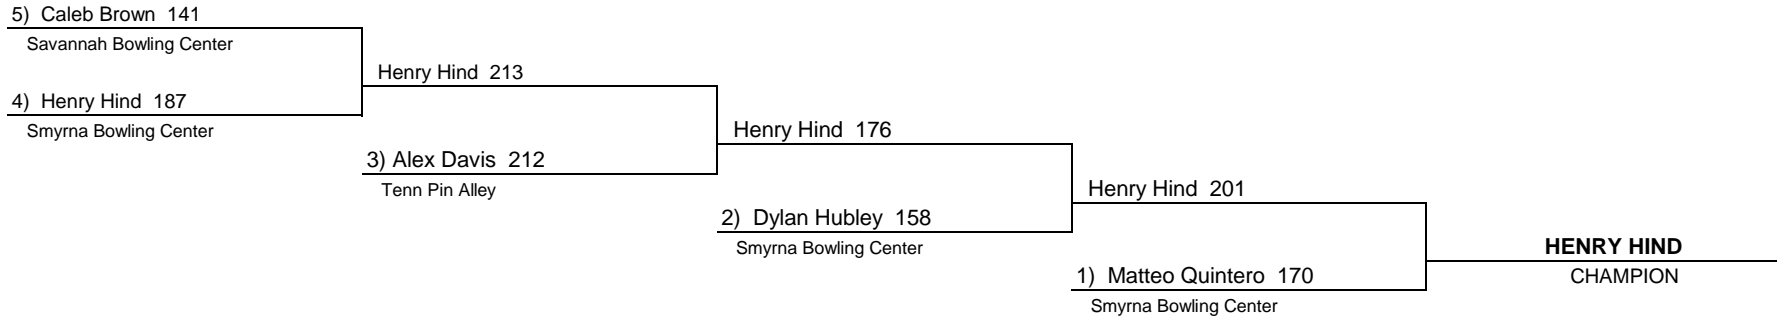 5) Caleb Brown 141
Savannah Bowling Center
Henry Hind 213
4) Henry Hind 187
Smyrna Bowling Center
Henry Hind 176
3) Alex Davis 212
Tenn Pin Alley
Henry Hind 201
2) Dylan Hubley 158
Smyrna Bowling Center
HENRY HIND
CHAMPION
1) Matteo Quintero 170
Smyrna Bowling Center